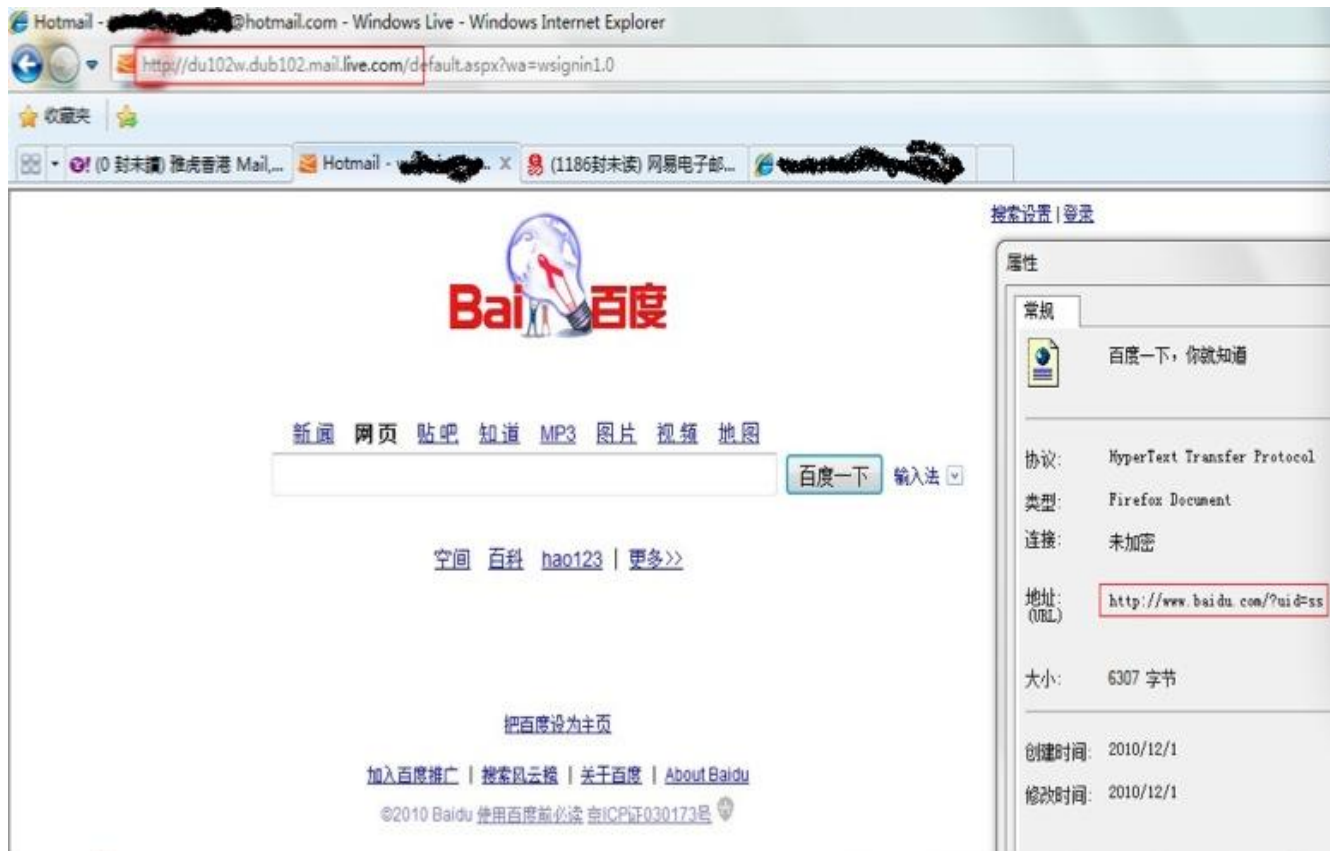 Hotmail - @hotmail.com - Windows Live - Windows Internet Explorer
http://du102w.dub102.mail.live.com/default.aspx?wa=wsignin1.0
收藏夹
(0 封未讀) 雅虎香港 Mail,...
Hotmail - ... X
(1186封未读) 网易电子邮...
搜索设置 | 登录
Bai 百度
新闻 网页 贴吧 知道 MP3 图片 视频 地图
百度一下 输入法
空间 百科 hao123 | 更多>>
把百度设为主页
加入百度推广 | 搜索风云榜 | 关于百度 | About Baidu
©2010 Baidu 使用百度前必读 京ICP证030173号
属性
常规
百度一下，你就知道
协议: HyperText Transfer Protocol
类型: Firefox Document
连接: 未加密
地址: http://www.baidu.com/?uid=ss
(URL)
大小: 6307 字节
创建时间: 2010/12/1
修改时间: 2010/12/1